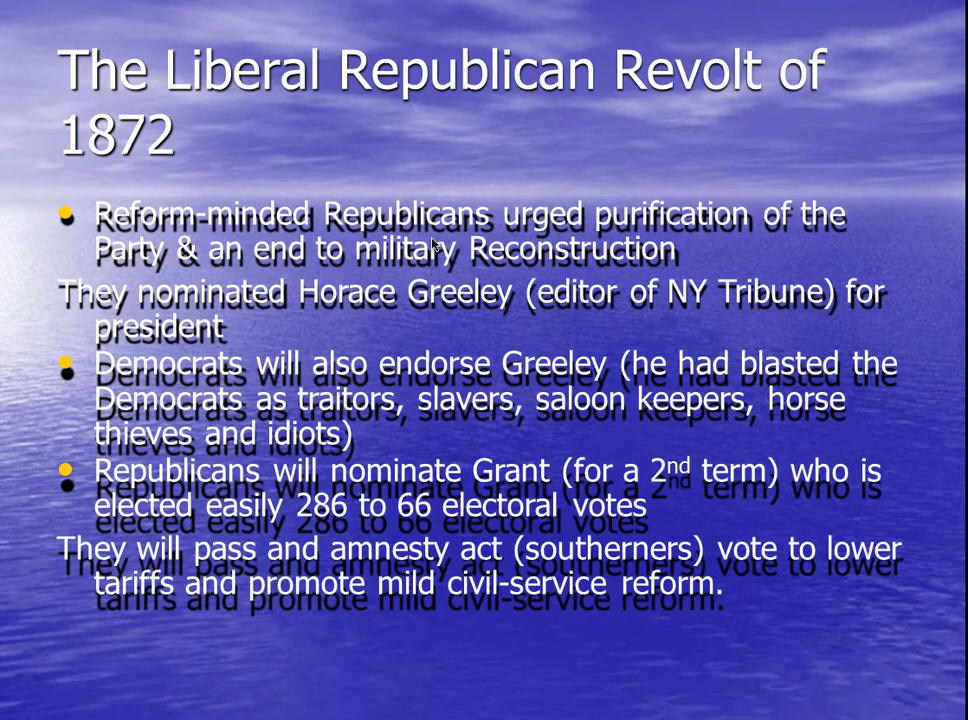 The Liberal Republican Revolt of
1872
• Reform-minded Republicans urged purification of the
Party & an end to military Reconstruction
They nominated Horace Greeley (editor of NY Tribune) for
president
• Democrats will also endorse Greeley (he had blasted the
Democrats as traitors, slavers, saloon keepers, horse
thieves and idiots)
• Republicans will nominate Grant (for a 2nd term) who is
elected easily 286 to 66 electoral votes
They will pass and amnesty act (southerners) vote to lower
tariffs and promote mild civil-service reform.